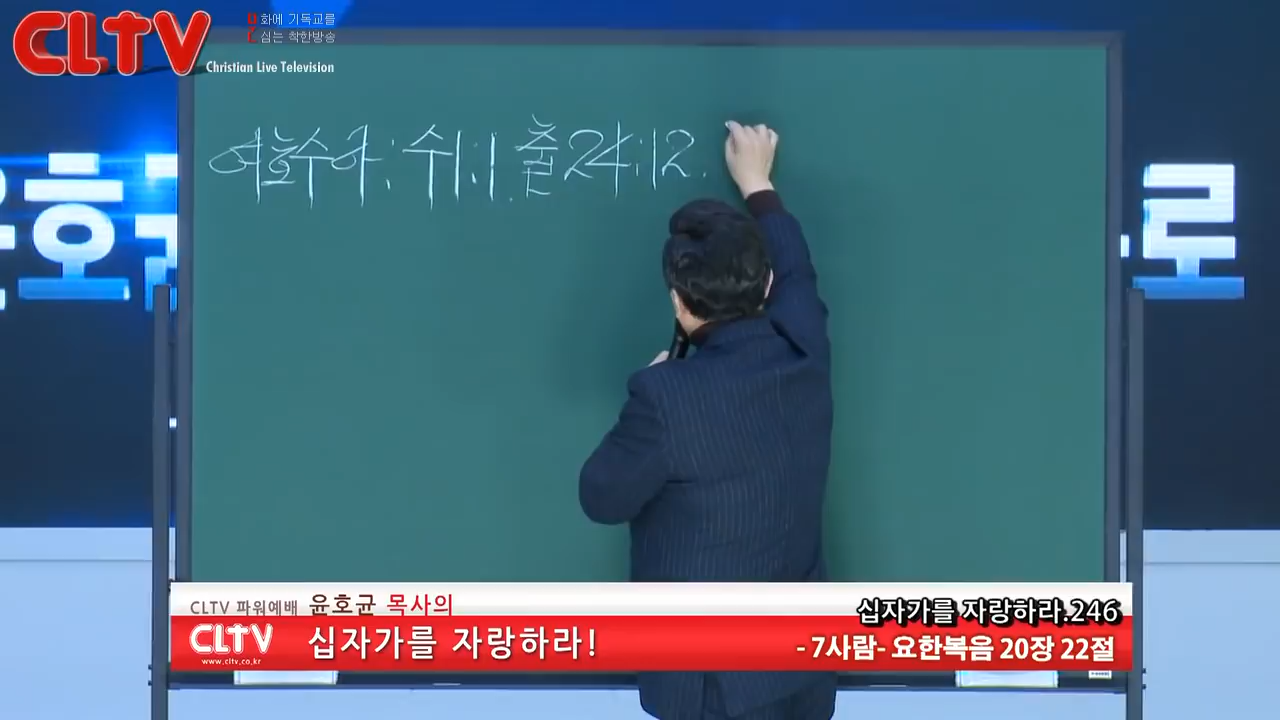 CLTV
화에 기독교를
심는 착한방송
Christian Live Television
여호수아; 수1:1. 출24:12.
호
로
CLTV 파워예배 윤호균 목사의
십자가를 자랑하라.246
CLTV
www.cltv.co.kr
십자가를 자랑하라!
- 7사람- 요한복음 20장 22절